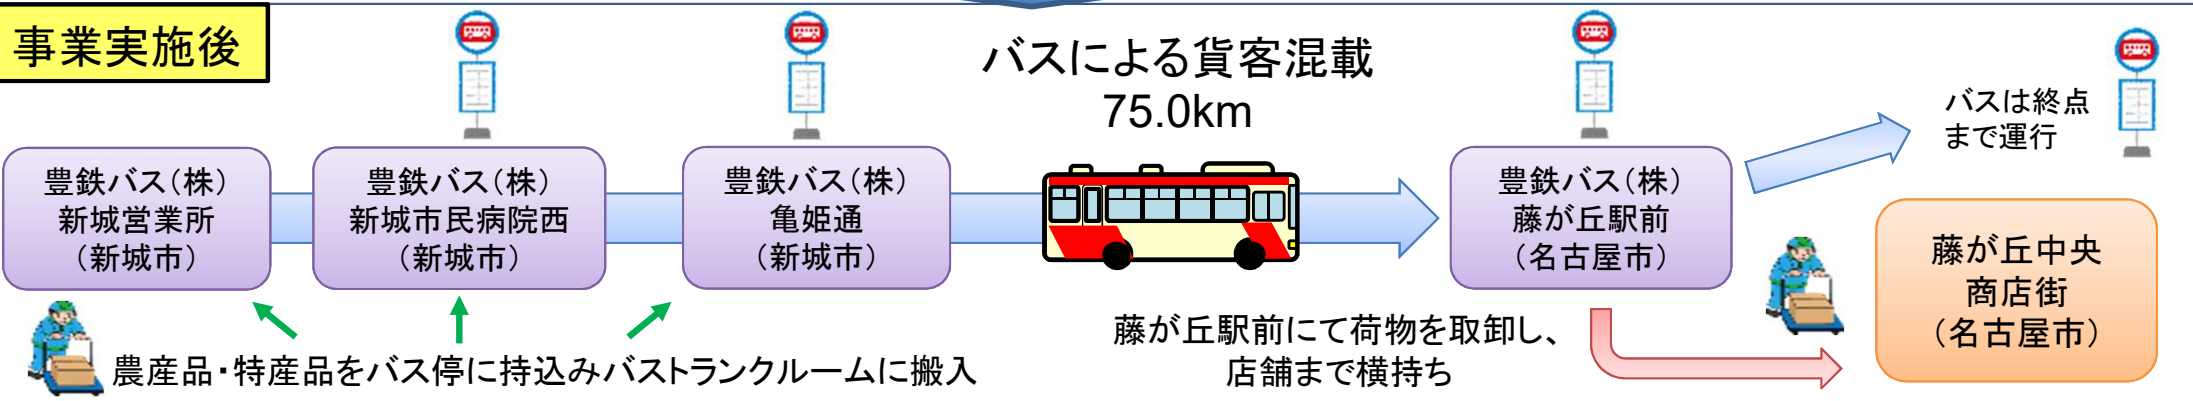 事業実施後
バスによる貨客混載
75.0km
バスは終点
まで運行
豊鉄バス(株)
新城営業所
(新城市)
豊鉄バス(株)
新城市民病院西
(新城市)
豊鉄バス(株)
亀姫通
(新城市)
豊鉄バス(株)
藤が丘駅前
(名古屋市)
藤が丘中央
商店街
(名古屋市)
農産品・特産品をバス停に持込みバストランクルームに搬入
藤が丘駅前にて荷物を取卸し、
店舗まで横持ち